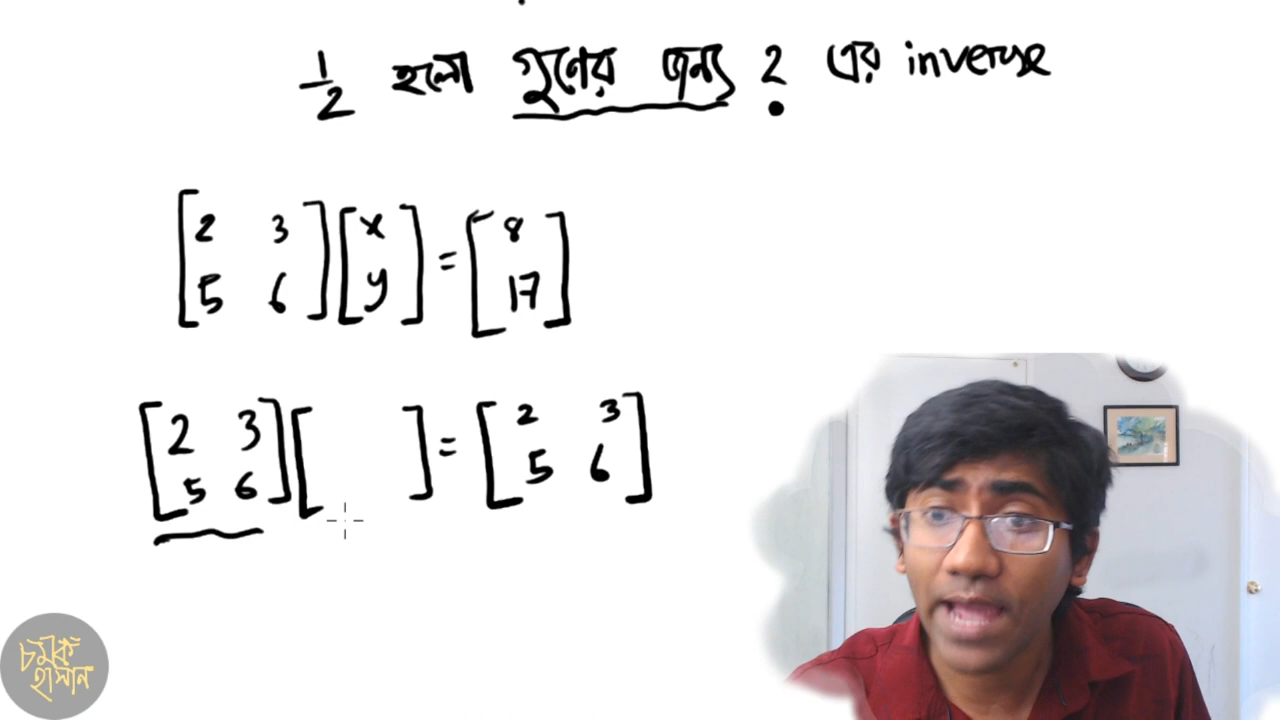 1/2 হলো গুণের জন্য 2 এর inverse
[2 3; 5 6] [x; y] = [8; 17]
[2 3; 5 6] [ ] = [2 3; 5 6]
চমক
হাসান